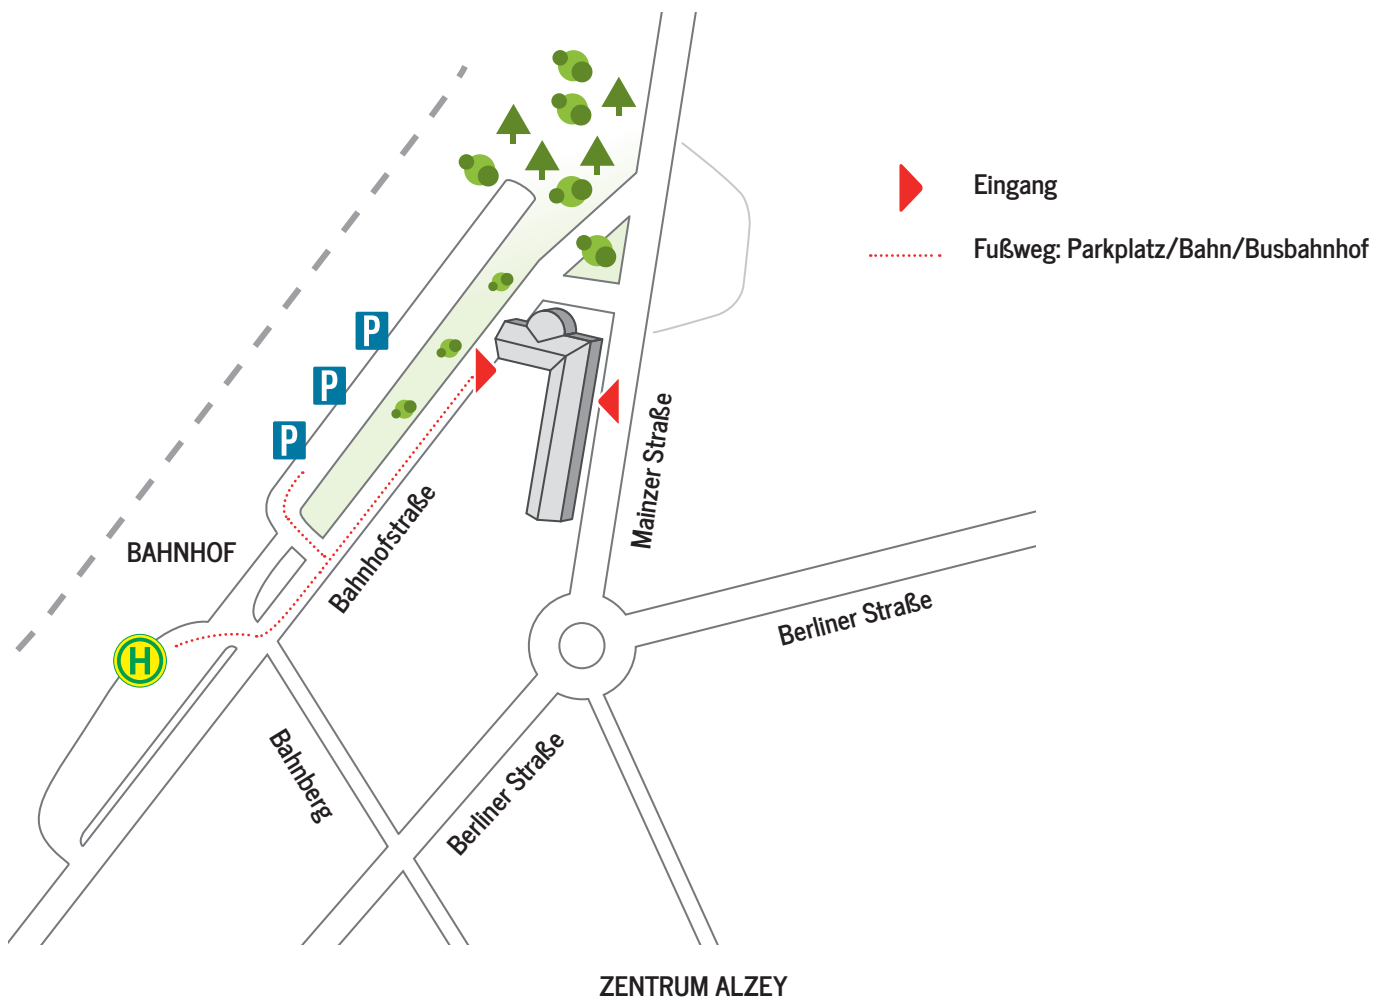 Eingang
Fußweg: Parkplatz/Bahn/Busbahnhof
P
P
P
Mainzer Straße
Bahnhofstraße
BAHNHOF
Berliner Straße
H
Bahnberg
Berliner Straße
ZENTRUM ALZEY